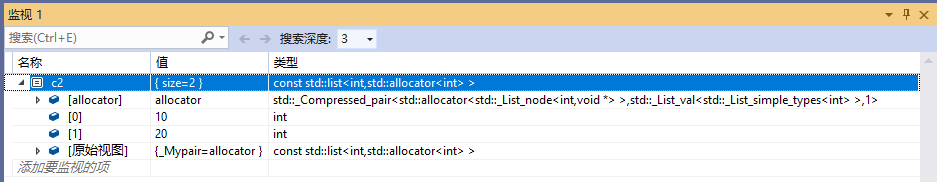 监视 1
搜索(Ctrl+E) 搜索深度: 3
名称 值 类型
c2 { size=2 } const std::list<int,std::allocator<int> >
[allocator] allocator std::_Compressed_pair<std::allocator<std::_List_node<int,void *> >,std::_List_val<std::_List_simple_types<int> >,1>
[0] 10 int
[1] 20 int
[原始视图] {_Mypair=allocator } const std::list<int,std::allocator<int> >
添加要监视的项